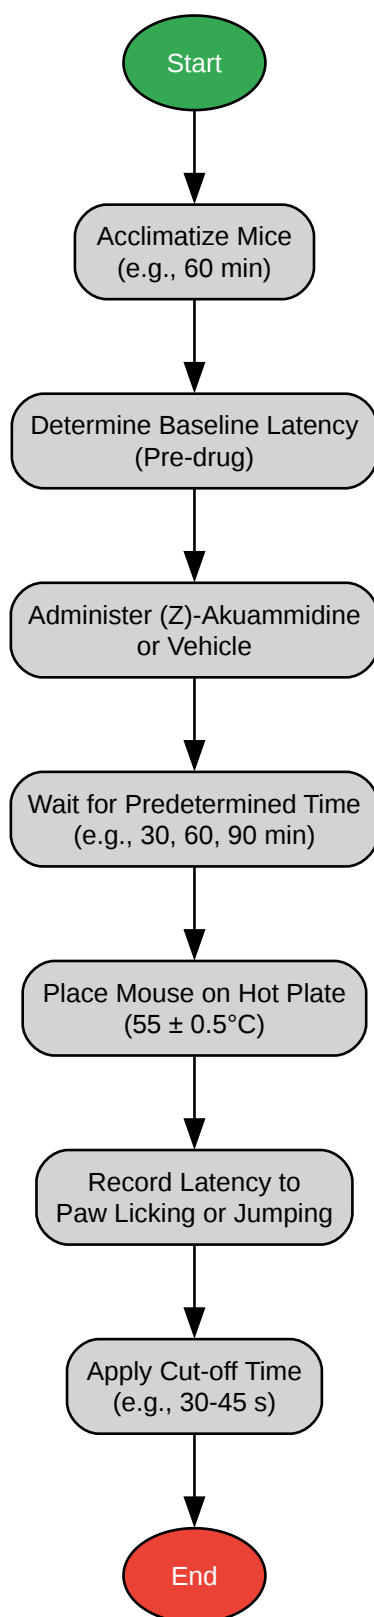 Start
Acclimatize Mice
(e.g., 60 min)
Determine Baseline Latency
(Pre-drug)
Administer (Z)-Akuammidine
or Vehicle
Wait for Predetermined Time
(e.g., 30, 60, 90 min)
Place Mouse on Hot Plate
(55 ± 0.5°C)
Record Latency to
Paw Licking or Jumping
Apply Cut-off Time
(e.g., 30-45 s)
End